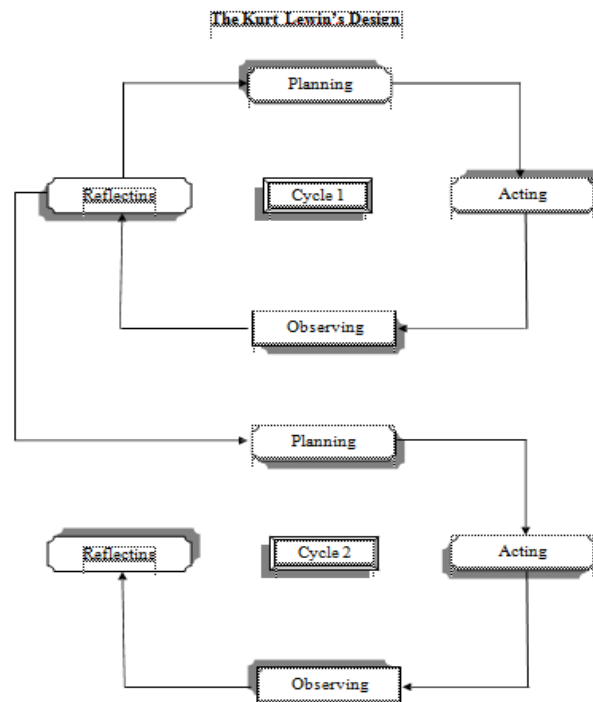 The Kurt Lewin's Design
Planning
Reflecting
Cycle 1
Acting
Observing
Planning
Reflecting
Cycle 2
Acting
Observing